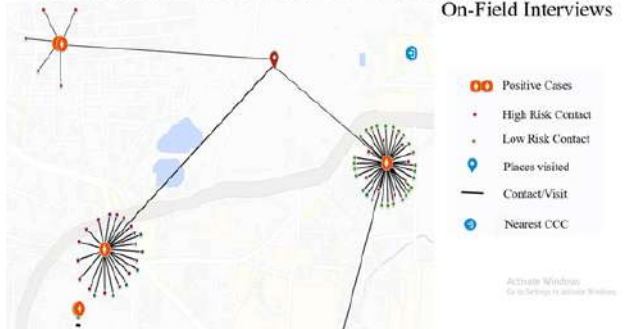 On-Field Interviews
Positive Cases
High Risk Contact
Low Risk Contact
Places visited
Contact/Visit
Nearest CCC
Activate Windows
Go to Settings to activate Windows.